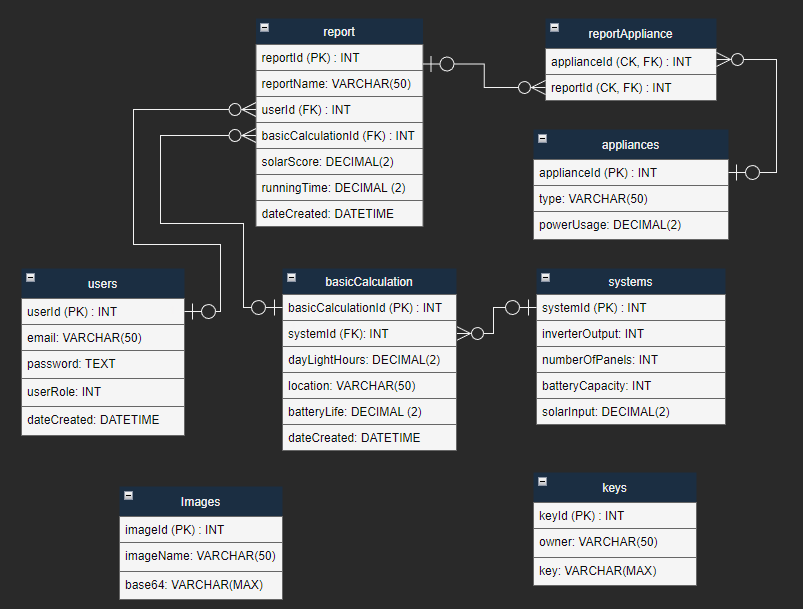 report
reportId (PK) : INT
reportName: VARCHAR(50)
userId (FK) : INT
basicCalculationId (FK) : INT
solarScore: DECIMAL(2)
runningTime: DECIMAL (2)
dateCreated: DATETIME
reportAppliance
applianceId (CK, FK) : INT
reportId (CK, FK) : INT
appliances
applianceId (PK) : INT
type: VARCHAR(50)
powerUsage: DECIMAL(2)
users
userId (PK) : INT
email: VARCHAR(50)
password: TEXT
userRole: INT
dateCreated: DATETIME
basicCalculation
basicCalculationId (PK) : INT
systemId (FK): INT
dayLightHours: DECIMAL(2)
location: VARCHAR(50)
batteryLife: DECIMAL (2)
dateCreated: DATETIME
systems
systemId (PK) : INT
inverterOutput: INT
numberOfPanels: INT
batteryCapacity: INT
solarInput: DECIMAL(2)
Images
imageId (PK) : INT
imageName: VARCHAR(50)
base64: VARCHAR(MAX)
keys
keyId (PK) : INT
owner: VARCHAR(50)
key: VARCHAR(MAX)